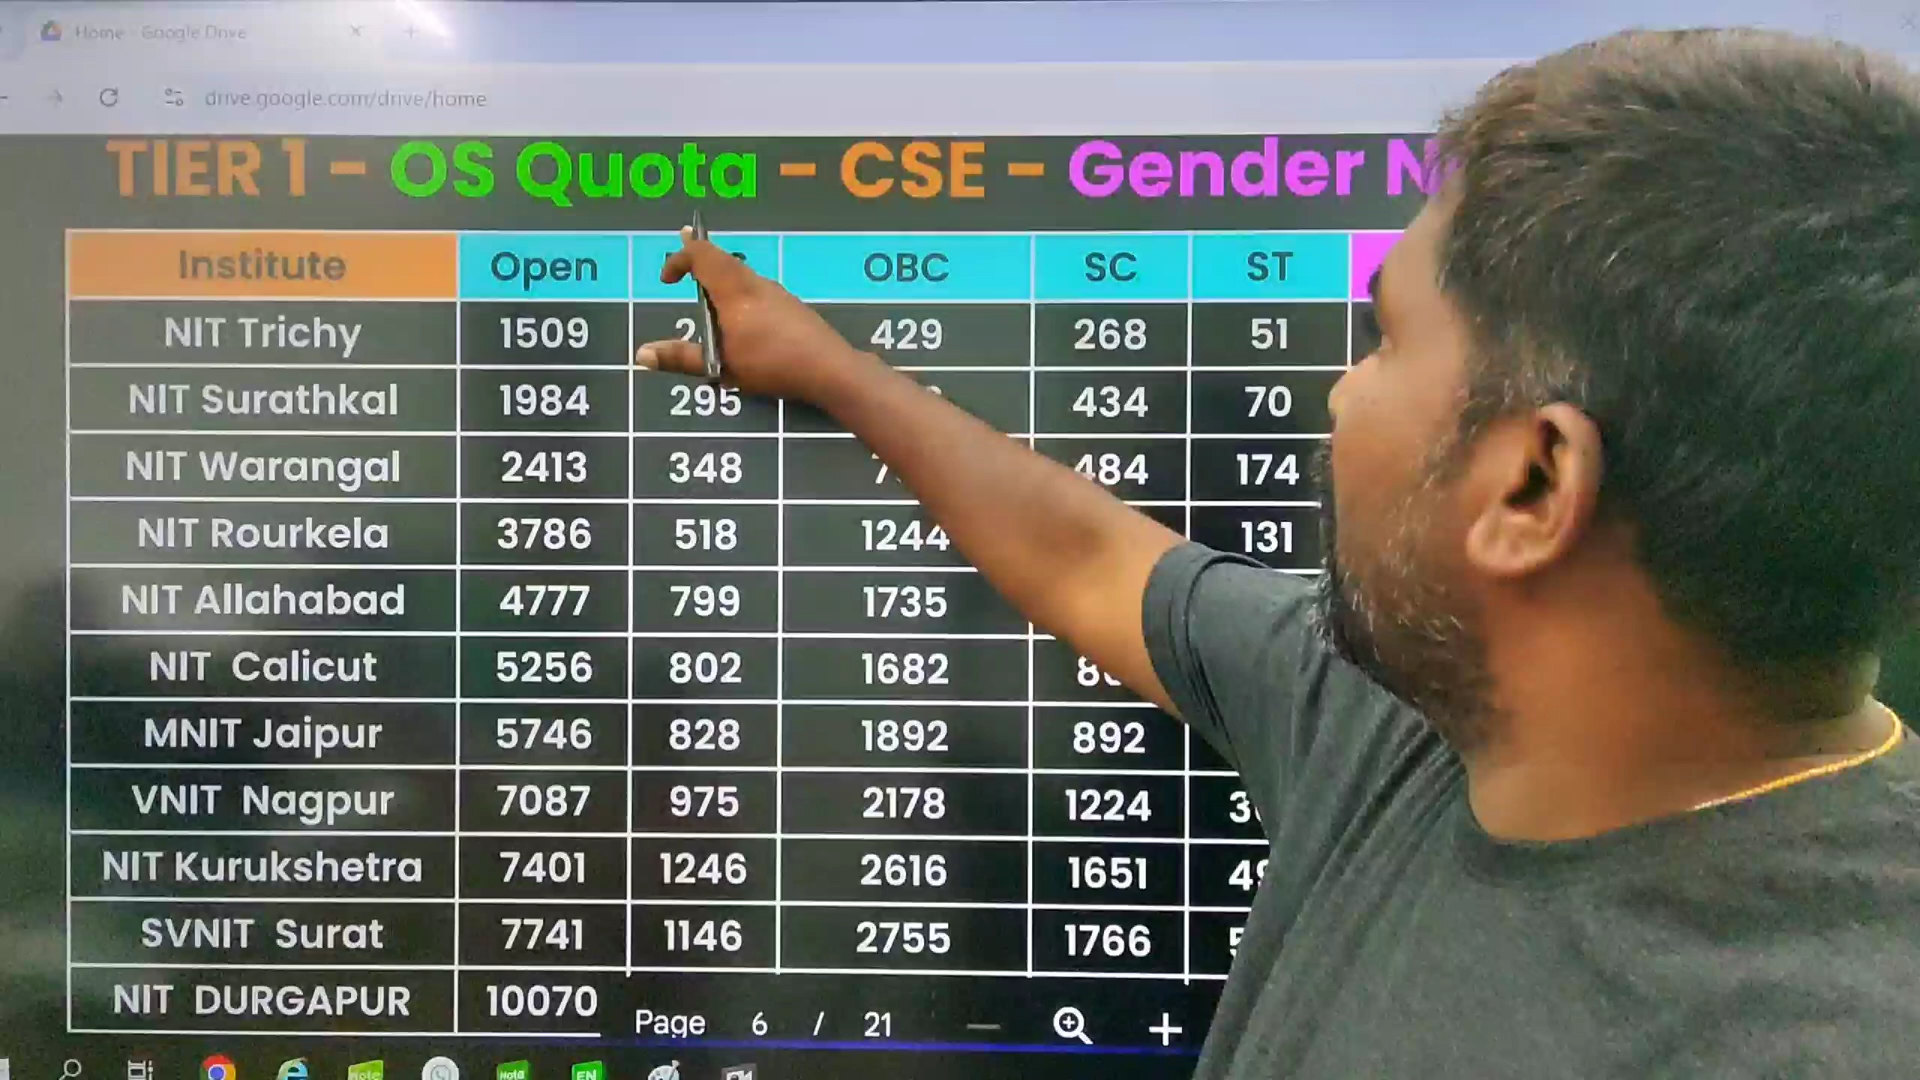 Home - Google Drive
drive.google.com/drive/home
TIER 1 - OS Quota - CSE - Gender
Institute Open OBC SC ST
NIT Trichy 1509 429 268 51
NIT Surathkal 1984 295 434 70
NIT Warangal 2413 348 484 174
NIT Rourkela 3786 518 1244 131
NIT Allahabad 4777 799 1735
NIT Calicut 5256 802 1682
MNIT Jaipur 5746 828 1892 892
VNIT Nagpur 7087 975 2178 1224
NIT Kurukshetra 7401 1246 2616 1651
SVNIT Surat 7741 1146 2755 1766
NIT DURGAPUR 10070
Page 6 / 21
EN